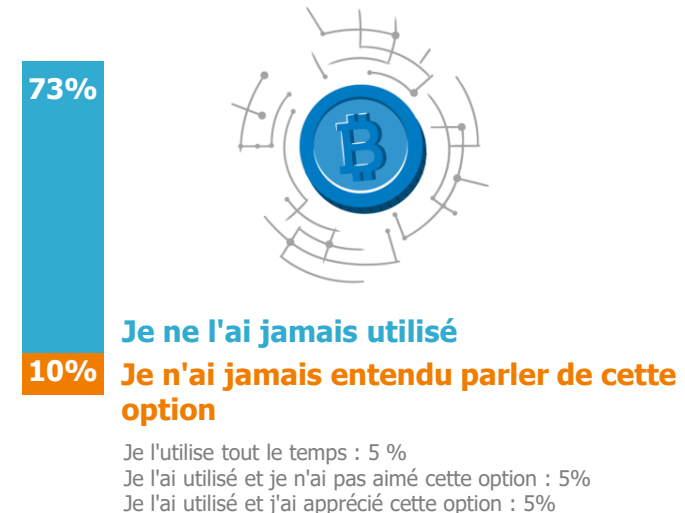 73%
Je ne l'ai jamais utilisé
10%
Je n'ai jamais entendu parler de cette
option
Je l'utilise tout le temps : 5 %
Je l'ai utilisé et je n'ai pas aimé cette option : 5%
Je l'ai utilisé et j'ai apprécié cette option : 5%